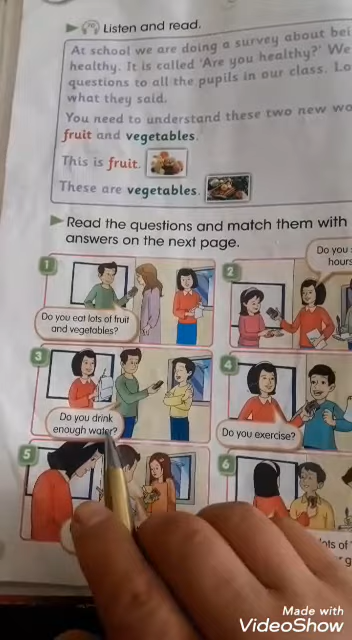 Listen and read.
At school we are doing a survey about
healthy. It is called 'Are you healthy?' We
questions to all the pupils in our class.
what they said.
You need to understand these two new
fruit and vegetables.
This is fruit.
These are vegetables.
Read the questions and match them with
answers on the next page.
1
Do you eat lots of fruit
and vegetables?
2
Do you
hours
3
Do you drink
enough water?
4
Do you exercise?
5
6
lots of
Made with
VideoShow